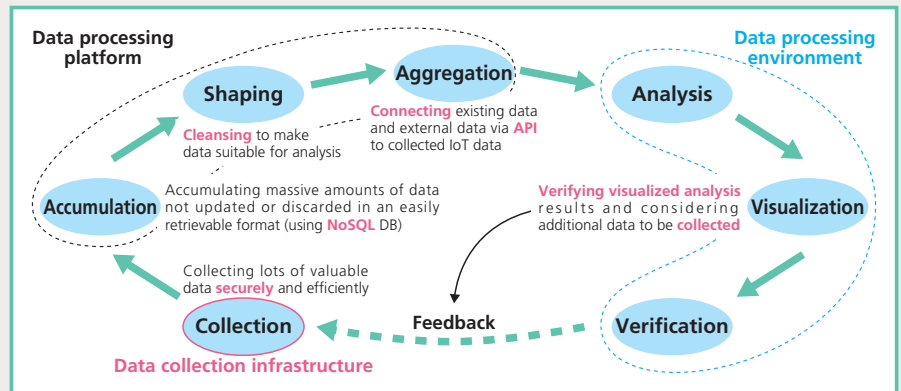 Data processing
platform
Data processing
environment
Shaping
Aggregation
Analysis
Cleansing to make
data suitable for analysis
Connecting existing data
and external data via API
to collected IoT data
Accumulation
Accumulating massive amounts of data
not updated or discarded in an easily
retrievable format (using NoSQL DB)
Verifying visualized analysis
results and considering
additional data to be collected
Visualization
Collecting lots of valuable
data securely and efficiently
Collection
Feedback
Verification
Data collection infrastructure